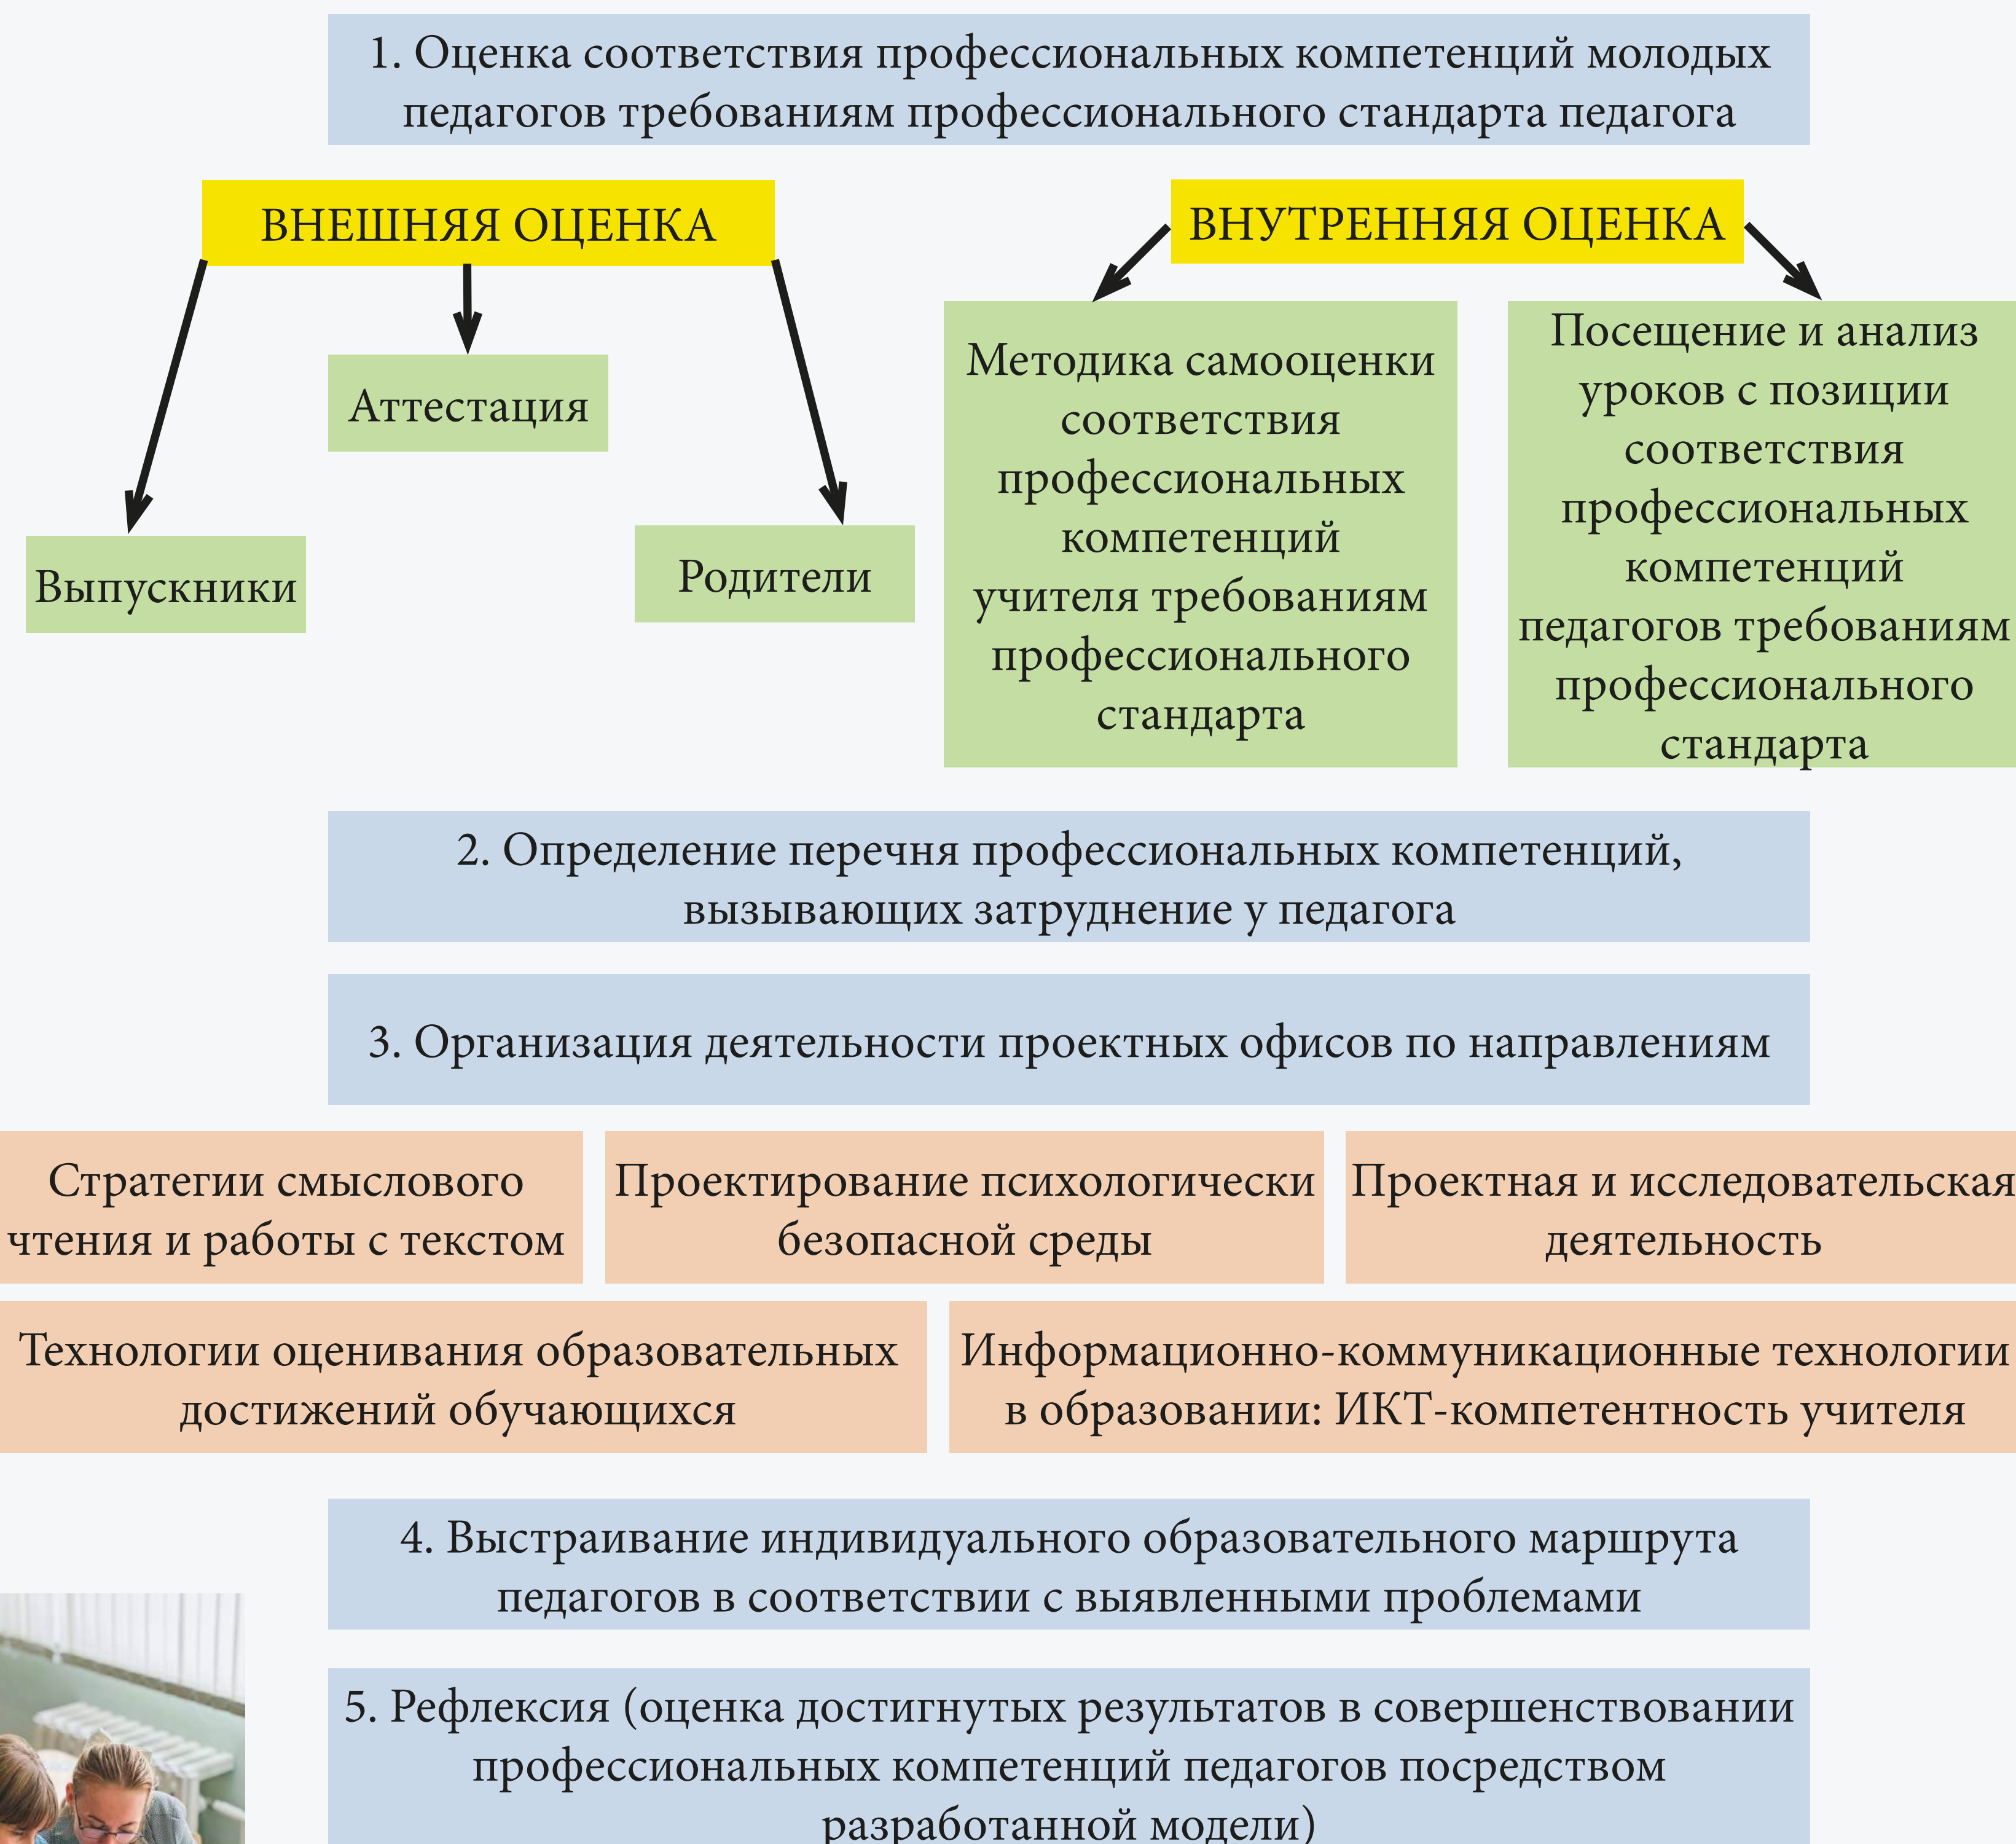 1. Оценка соответствия профессиональных компетенций молодых
педагогов требованиям профессионального стандарта педагога
ВНЕШНЯЯ ОЦЕНКА
Аттестация
Выпускники
Родители
ВНУТРЕННЯЯ ОЦЕНКА
Методика самооценки
соответствия
профессиональных
компетенций
учителя требованиям
профессионального
стандарта
Посещение и анализ
уроков с позиции
соответствия
профессиональных
компетенций
педагогов требованиям
профессионального
стандарта
2. Определение перечня профессиональных компетенций,
вызывающих затруднение у педагога
3. Организация деятельности проектных офисов по направлениям
Стратегии смыслового
чтения и работы с текстом
Проектирование психологически
безопасной среды
Проектная и исследовательская
деятельность
Технологии оценивания образовательных
достижений обучающихся
Информационно-коммуникационные технологии
в образовании: ИКТ-компетентность учителя
4. Выстраивание индивидуального образовательного маршрута
педагогов в соответствии с выявленными проблемами
5. Рефлексия (оценка достигнутых результатов в совершенствовании
профессиональных компетенций педагогов посредством
разработанной модели)